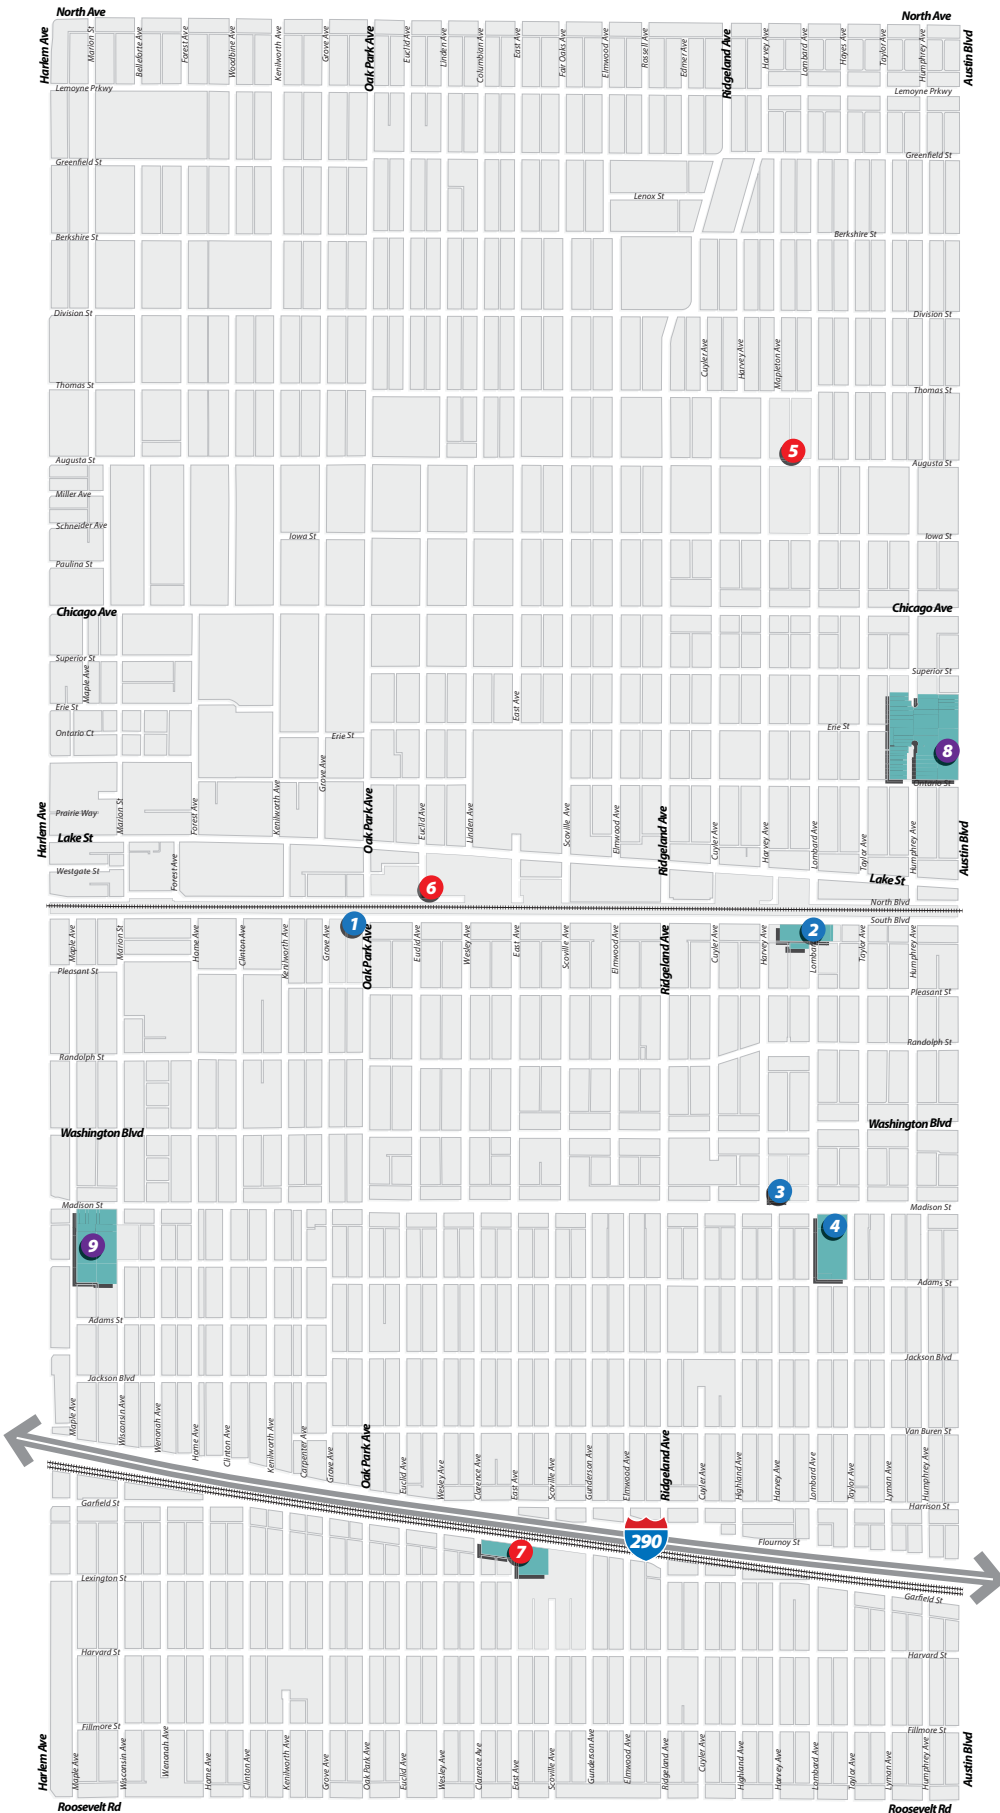 North Ave
North Ave
Harlem Ave
Marion St
Belleforte Ave
Forest Ave
Woodbine Ave
Kenilworth Ave
Grove Ave
Oak Park Ave
Euclid Ave
Linden Ave
Columbian Ave
East Ave
Fair Oaks Ave
Elmwood Ave
Rossell Ave
Edmer Ave
Ridgeland Ave
Harvey Ave
Lombard Ave
Hayes Ave
Taylor Ave
Humphrey Ave
Austin Blvd
Lemoyne Prkwy
Lemoyne Prkwy
Greenfield St
Greenfield St
Lenox St
Berkshire St
Berkshire St
Division St
Division St
Cuyler Ave
Harvey Ave
Mapleton Ave
Thomas St
Thomas St
5
Augusta St
Augusta St
Miller Ave
Schneider Ave
Iowa St
Iowa St
Paulina St
Chicago Ave
Chicago Ave
Superior St
Superior St
Maple Ave
East Ave
Erie St
Erie St
Ontario Ct
Erie St
8
Grove Ave
Ontario St
Harlem Ave
Prairie Way
Marion St
Forest Ave
Kenilworth Ave
Oak Park Ave
Euclid Ave
Linden Ave
Scoville Ave
Elmwood Ave
Ridgeland Ave
Cuyler Ave
Harvey Ave
Lombard Ave
Taylor Ave
Humphrey Ave
Austin Blvd
Lake St
Westgate St
Forest Ave
Lake St
6
North Blvd
South Blvd
1
2
Maple Ave
Marion St
Home Ave
Clinton Ave
Kenilworth Ave
Grove Ave
Oak Park Ave
Euclid Ave
Wesley Ave
East Ave
Scoville Ave
Elmwood Ave
Ridgeland Ave
Cuyler Ave
Harvey Ave
Taylor Ave
Humphrey Ave
Pleasant St
Pleasant St
Randolph St
Randolph St
Washington Blvd
Washington Blvd
3
Madison St
Madison St
9
4
Adams St
Adams St
Jackson Blvd
Jackson Blvd
Maple Ave
Wisconsin Ave
Wenonah Ave
Home Ave
Clinton Ave
Kenilworth Ave
Carpenter Ave
Grove Ave
Oak Park Ave
Euclid Ave
Wesley Ave
Clarence Ave
East Ave
Scoville Ave
Gunderson Ave
Elmwood Ave
Ridgeland Ave
Cuyler Ave
Highland Ave
Harvey Ave
Lombard Ave
Taylor Ave
Lyman Ave
Humphrey Ave
Van Buren St
Garfield St
Harrison St
290
Flournoy St
7
Lexington St
Garfield St
Harvard St
Harvard St
Fillmore St
Fillmore St
Harlem Ave
Maple Ave
Wisconsin Ave
Wenonah Ave
Home Ave
Clinton Ave
Kenilworth Ave
Grove Ave
Oak Park Ave
Euclid Ave
Wesley Ave
Clarence Ave
East Ave
Scoville Ave
Gunderson Ave
Elmwood Ave
Ridgeland Ave
Cuyler Ave
Highland Ave
Harvey Ave
Lombard Ave
Taylor Ave
Lyman Ave
Humphrey Ave
Austin Blvd
Roosevelt Rd
Roosevelt Rd